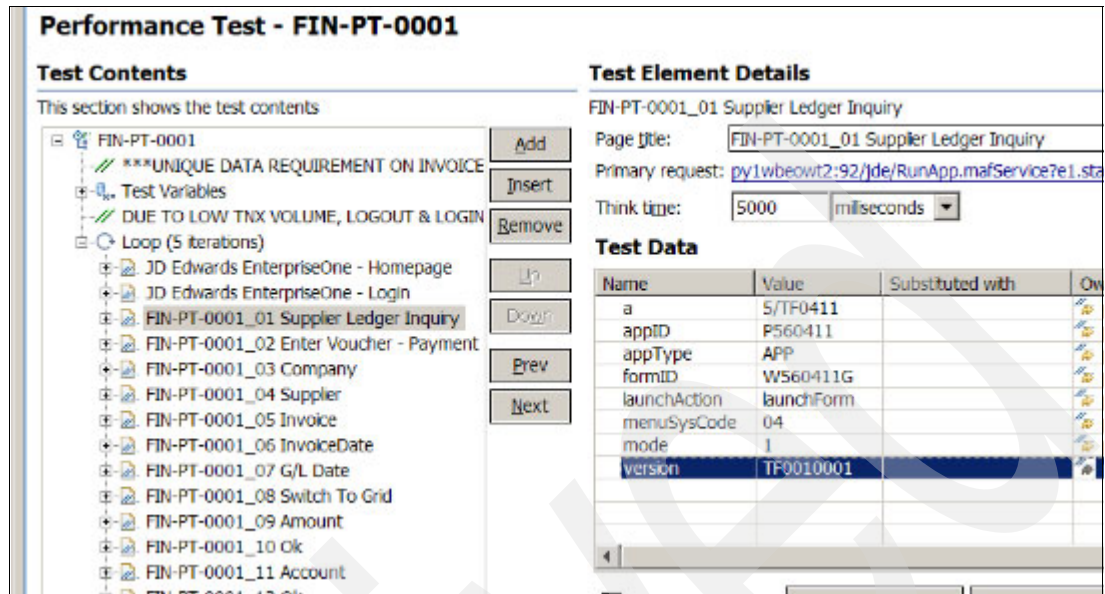 Performance Test - FIN-PT-0001
Test Contents
This section shows the test contents
FIN-PT-0001
***UNIQUE DATA REQUIREMENT ON INVOICE
Test Variables
DUE TO LOW TNX VOLUME, LOGOUT & LOGIN
Loop (5 iterations)
JD Edwards EnterpriseOne - Homepage
JD Edwards EnterpriseOne - Login
FIN-PT-0001_01 Supplier Ledger Inquiry
FIN-PT-0001_02 Enter Voucher - Payment
FIN-PT-0001_03 Company
FIN-PT-0001_04 Supplier
FIN-PT-0001_05 Invoice
FIN-PT-0001_06 InvoiceDate
FIN-PT-0001_07 G/L Date
FIN-PT-0001_08 Switch To Grid
FIN-PT-0001_09 Amount
FIN-PT-0001_10 Ok
FIN-PT-0001_11 Account
Add
Insert
Remove
Up
Down
Prev
Next
Test Element Details
FIN-PT-0001_01 Supplier Ledger Inquiry
Page title: FIN-PT-0001_01 Supplier Ledger Inquiry
Primary request: py1wbeowt2:92/jde/RunApp.mafService?e1.sta
Think time: 5000 milliseconds
Test Data
Name Value Substituted with Ow
a 5/TF0411
appID P560411
appType APP
formID W560411G
launchAction launchForm
menuSysCode 04
mode 1
version TF0010001